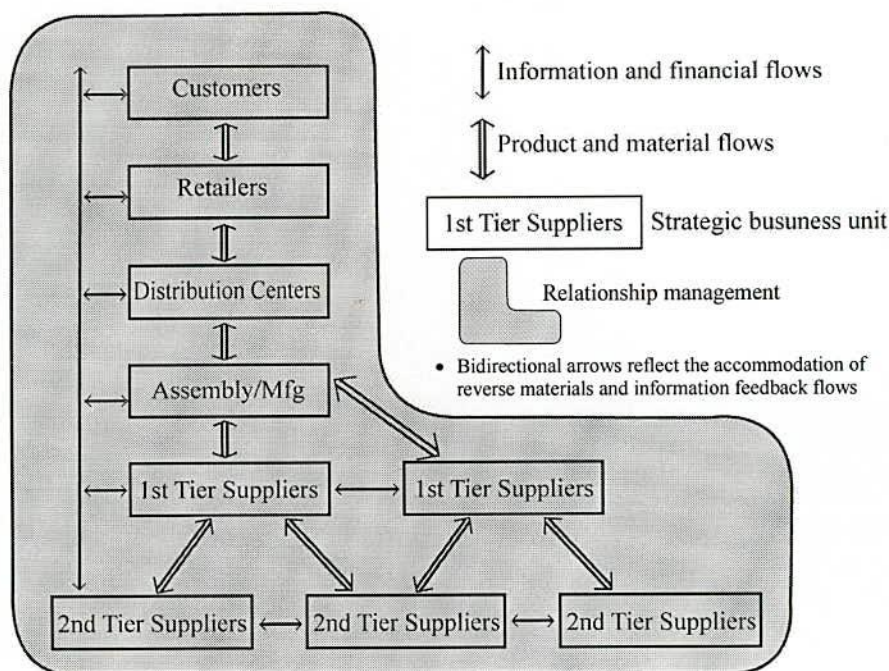 Customers
Retailers
Distribution Centers
Assembly/Mfg
1st Tier Suppliers
1st Tier Suppliers
2nd Tier Suppliers
2nd Tier Suppliers
2nd Tier Suppliers
Information and financial flows
Product and material flows
1st Tier Suppliers
Strategic busuness unit
Relationship management
• Bidirectional arrows reflect the accommodation of
reverse materials and information feedback flows